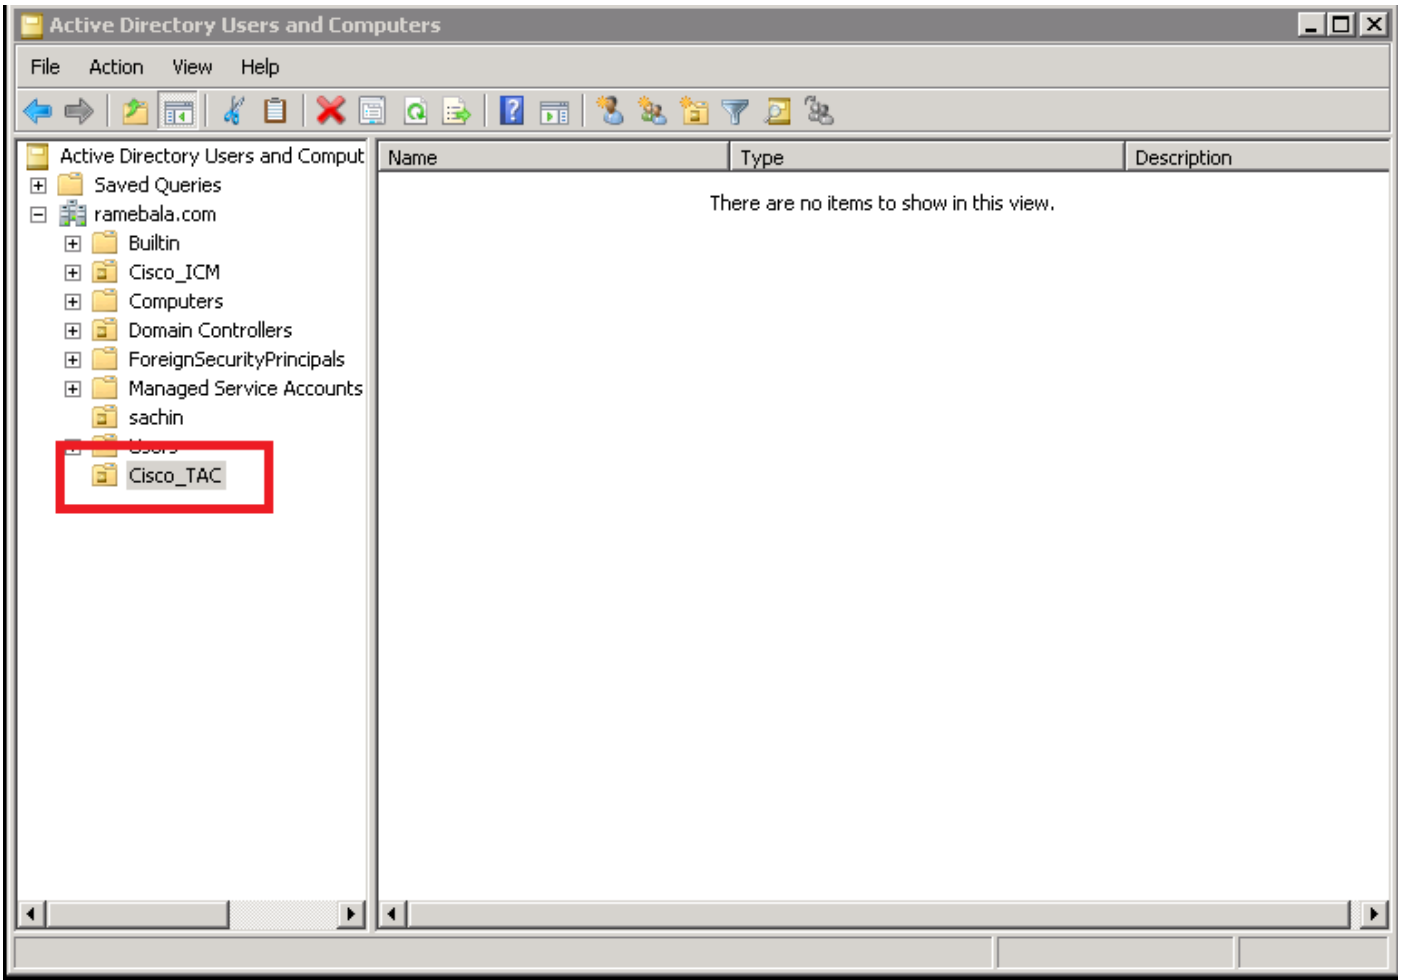 Active Directory Users and Computers
File Action View Help
Active Directory Users and Comput
Name Type Description
Saved Queries
There are no items to show in this view.
ramebala.com
Builtin
Cisco_ICM
Computers
Domain Controllers
ForeignSecurityPrincipals
Managed Service Accounts
sachin
Users
Cisco_TAC